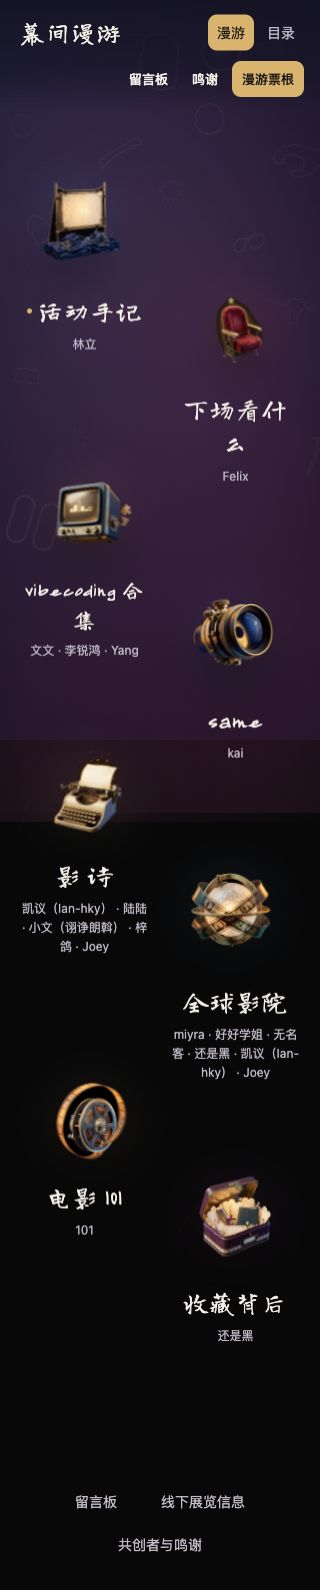 幕间漫游
漫游 目录
留言板 鸣谢 漫游票根
活动手记
林立
下场看什
么
Felix
vibecoding 合
集
文文 · 李锐鸿 · Yang
same
kai
影诗
凯议（Ian-hky） · 陆陆
· 小文（诩诤朗斡） · 梓
鸽 · Joey
全球影院
miyra · 好好学姐 · 无名
客 · 还是黑 · 凯议（Ian-
hky） · Joey
电影 101
101
收藏背后
还是黑
留言板 线下展览信息
共创者与鸣谢